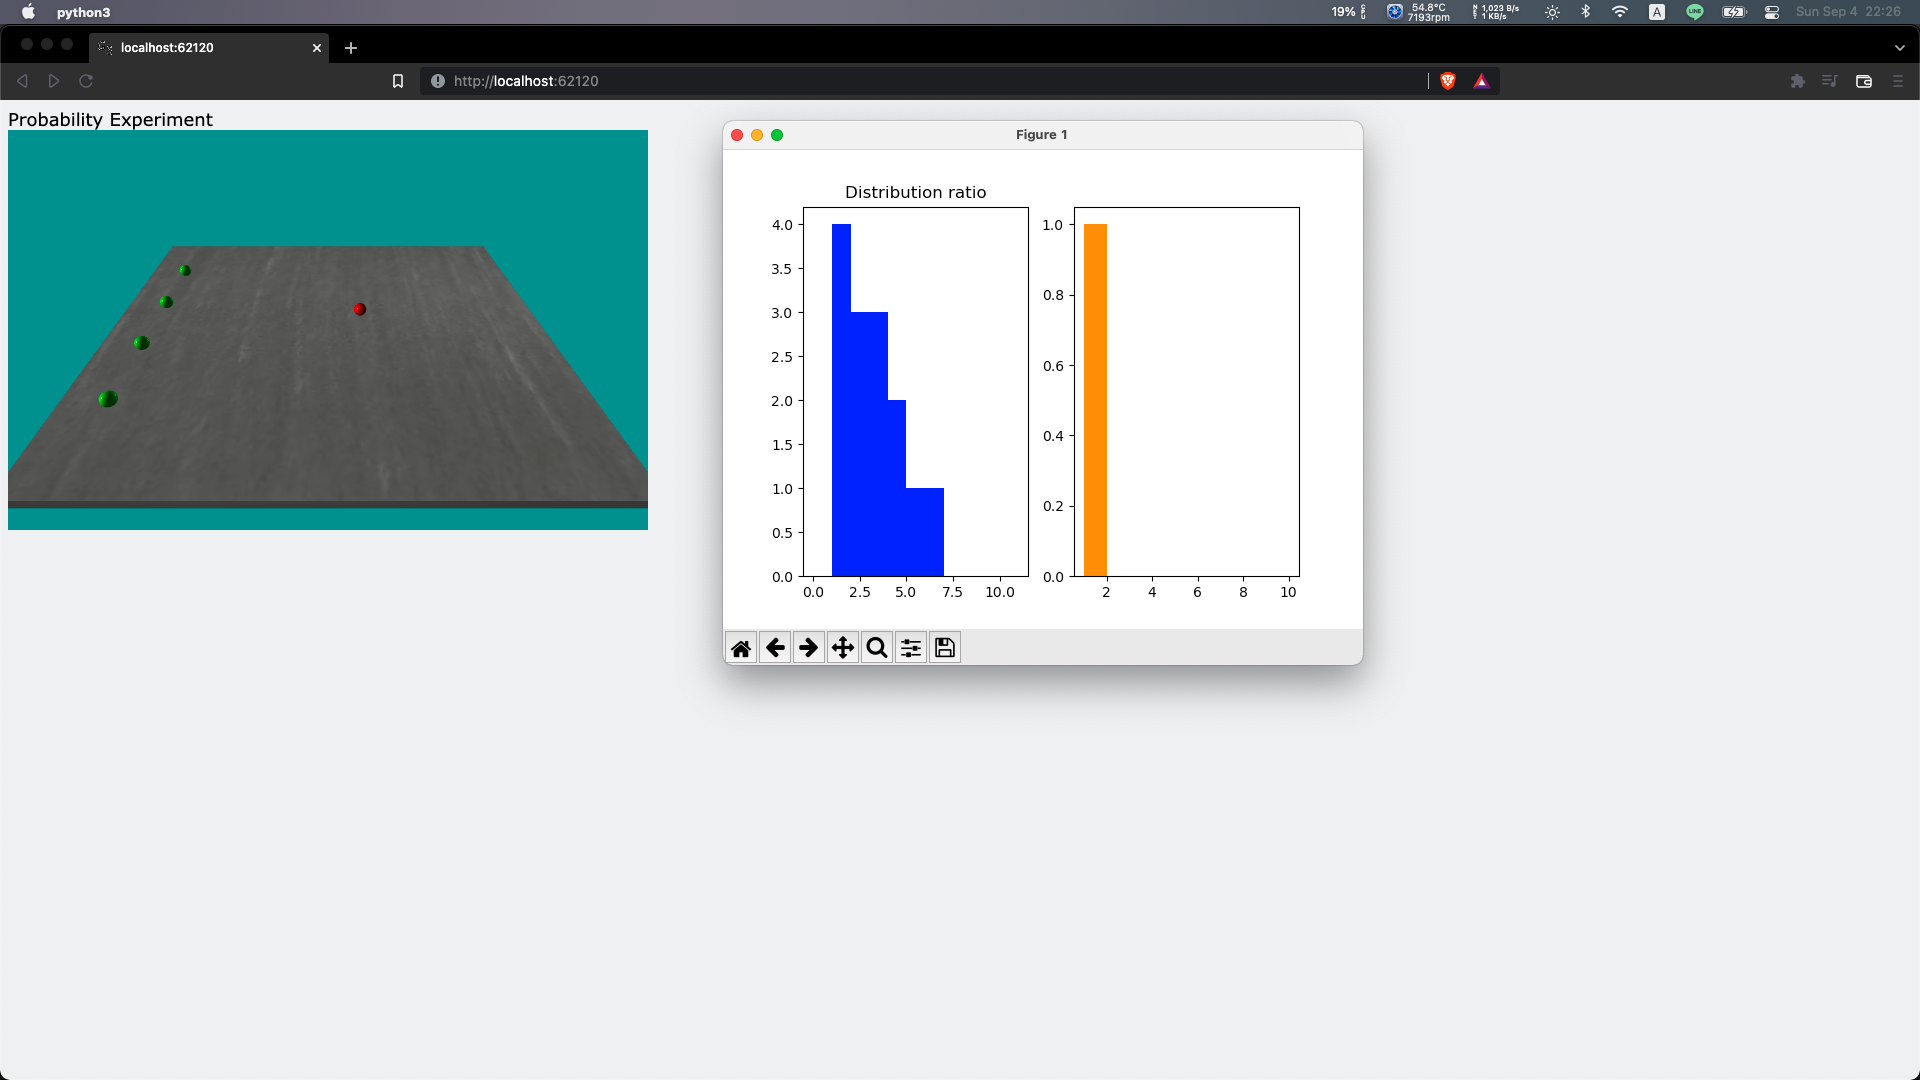 python3
19% CPU
54.8°C
7193rpm
1,023 B/s
1 KB/s
A
LINE
Sun Sep 4 22:26
localhost:62120
http://localhost:62120
Probability Experiment
Figure 1
Distribution ratio
4.0
3.5
3.0
2.5
2.0
1.5
1.0
0.5
0.0
0.0 2.5 5.0 7.5 10.0
1.0
0.8
0.6
0.4
0.2
0.0
2 4 6 8 10